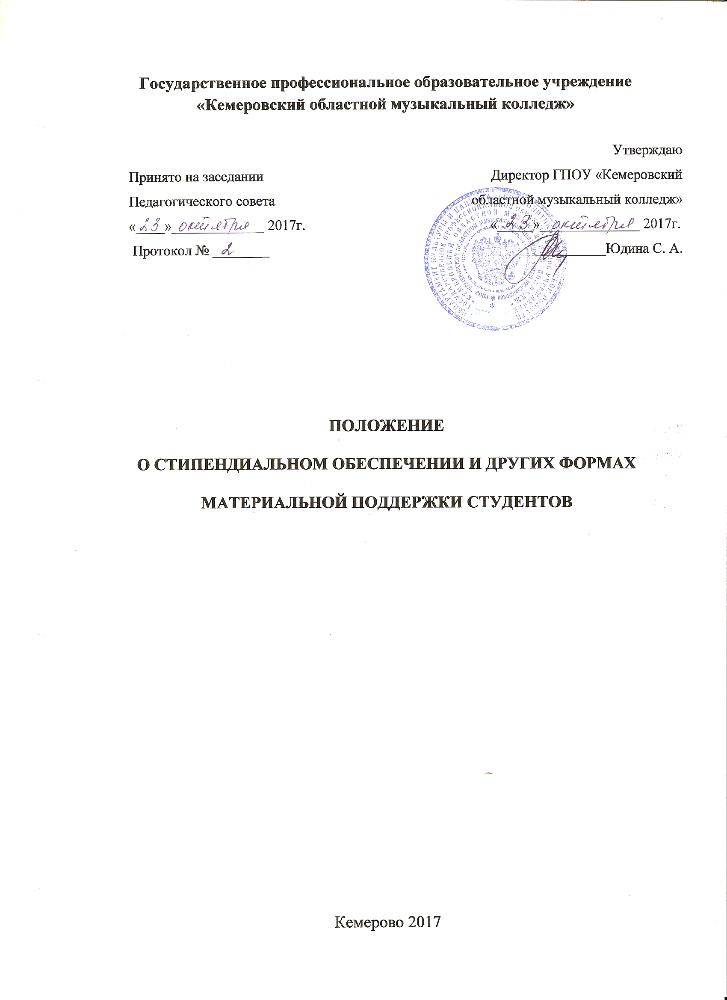 Государственное профессиональное образовательное учреждение
«Кемеровский областной музыкальный колледж»
Утверждаю
Принято на заседании
Директор ГПОУ «Кемеровский
Педагогического совета
областной музыкальный колледж»
«23» октября 2017г.
«23» октября 2017г.
Протокол № 2
Юдина С. А.
ПОЛОЖЕНИЕ
О СТИПЕНДИАЛЬНОМ ОБЕСПЕЧЕНИИ И ДРУГИХ ФОРМАХ
МАТЕРИАЛЬНОЙ ПОДДЕРЖКИ СТУДЕНТОВ
Кемерово 2017